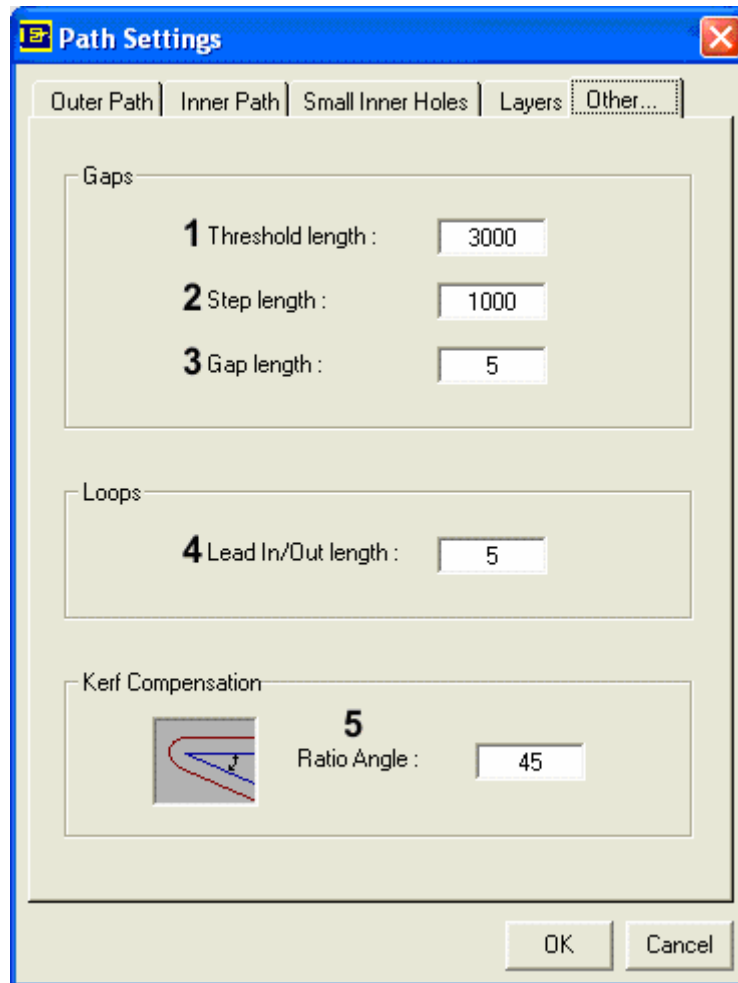 Path Settings
Outer Path Inner Path Small Inner Holes Layers Other...
Gaps
1 Threshold length : 3000
2 Step length : 1000
3 Gap length : 5
Loops
4 Lead In/Out length : 5
Kerf Compensation
5
Ratio Angle : 45
OK Cancel